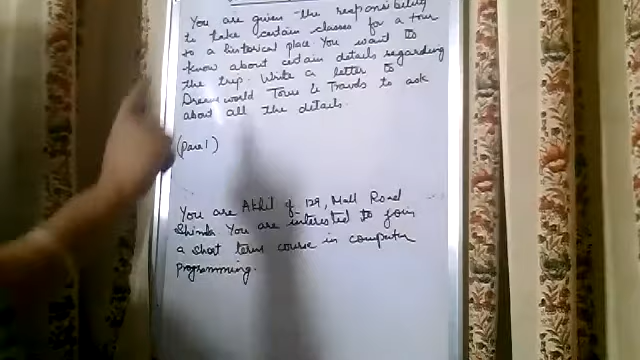 You are given the responsibility
to take certain classes for a tour
to a historical place. You want to
know about certain details regarding
the trip. Write a letter to
Dream world Tours & Travels to ask
about all the details.
(Para 1)
You are Akhil of 129, Mall Road
Shimla You are interested to join
a short term course in computer
programming.